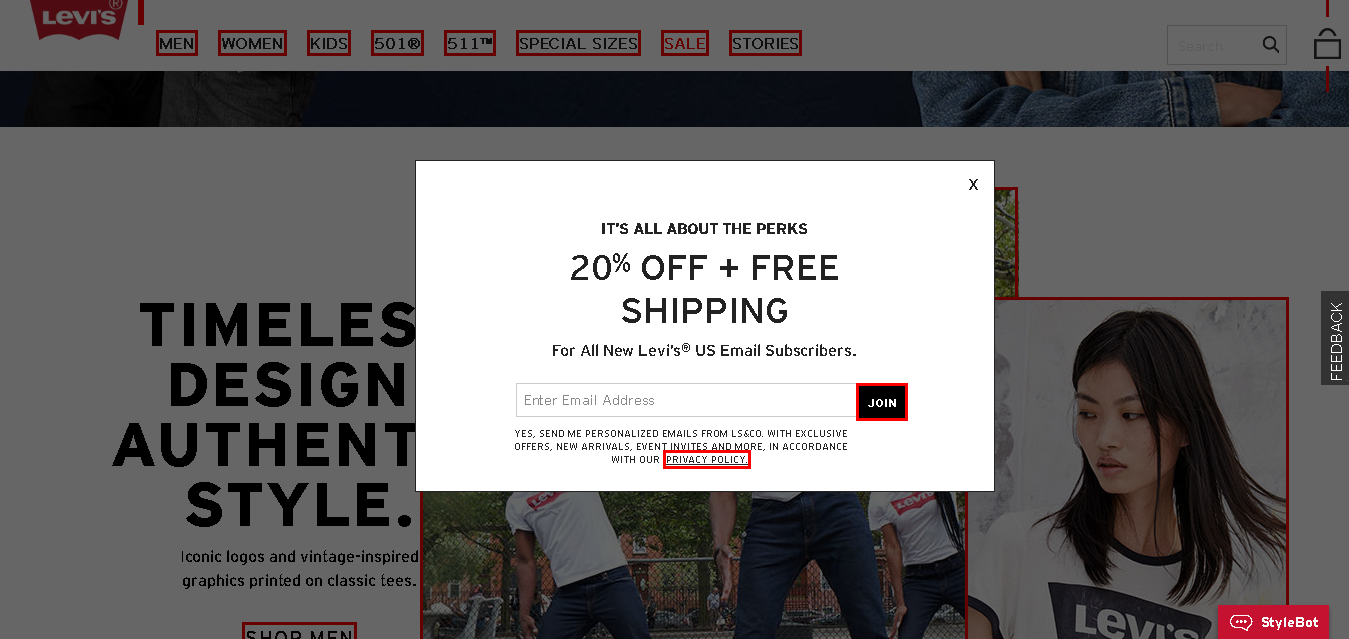 LEVI'S®
MEN WOMEN KIDS 501® 511™ SPECIAL SIZES SALE STORIES
Search
X
IT'S ALL ABOUT THE PERKS
20% OFF + FREE
SHIPPING
For All New Levi's® US Email Subscribers.
Enter Email Address
JOIN
YES, SEND ME PERSONALIZED EMAILS FROM LS&CO. WITH EXCLUSIVE
OFFERS, NEW ARRIVALS, EVENT INVITES AND MORE, IN ACCORDANCE
WITH OUR PRIVACY POLICY.
TIMELES
DESIGN
AUTHENT
STYLE.
Iconic logos and vintage-inspired
graphics printed on classic tees.
SHOP MEN
FEEDBACK
Levi's
Levi's
Levi's
StyleBot